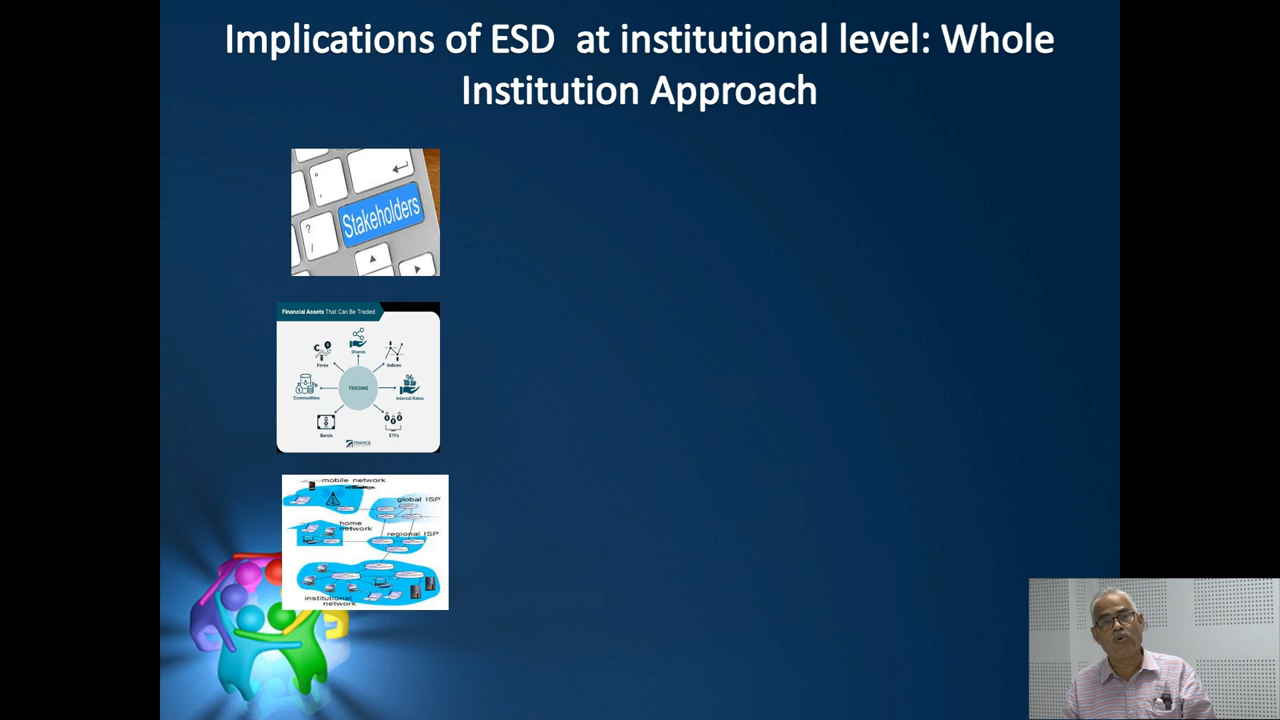 Implications of ESD at institutional level: Whole
Institution Approach
?
/
Stakeholders
Financial Assets That Can Be Traded
Shares
Forex
Indices
Commodities
TRADING
Interest Rates
Bonds
ETFs
FINANCE
mobile network
global ISP
home
network
regional ISP
institutional
network